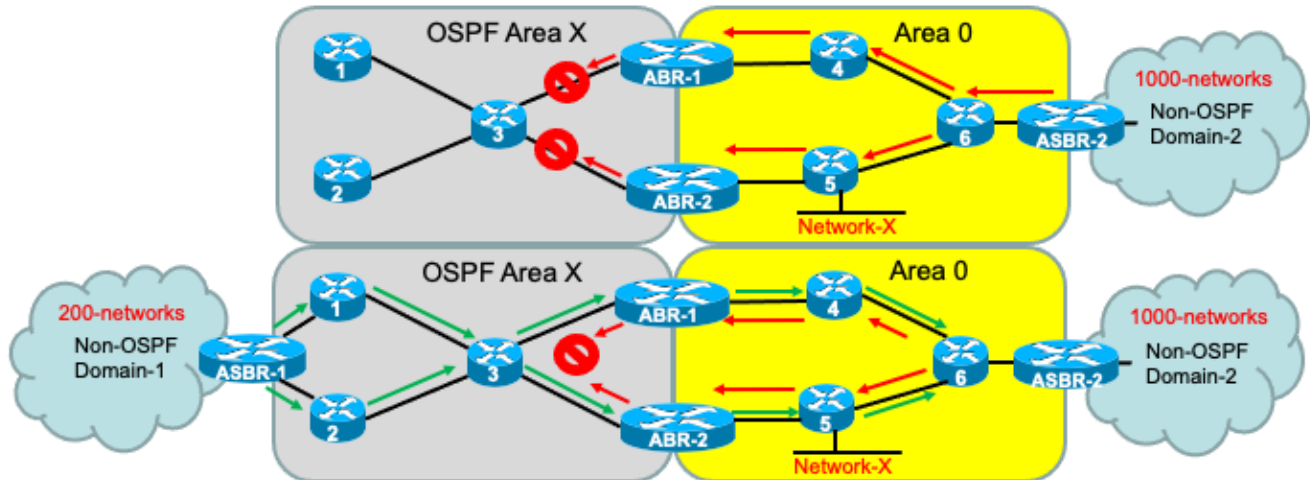 OSPF Area X
Area 0
1
ABR-1
4
1000-networks
Non-OSPF
Domain-2
3
6
ASBR-2
2
ABR-2
5
Network-X
OSPF Area X
Area 0
200-networks
Non-OSPF
Domain-1
ASBR-1
1
ABR-1
4
1000-networks
Non-OSPF
Domain-2
3
6
ASBR-2
2
ABR-2
5
Network-X